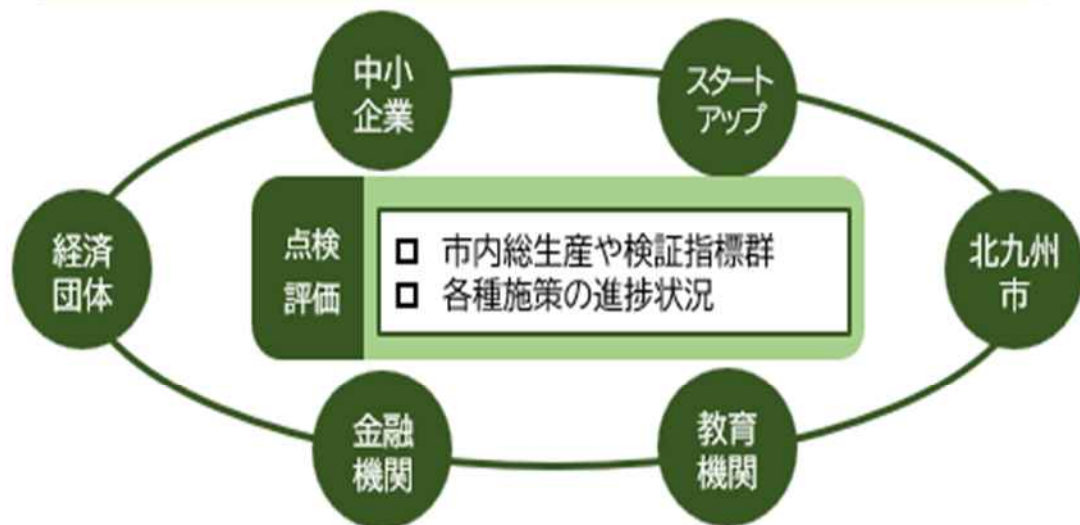 中小
企業
スタート
アップ
経済
団体
点検
評価
□ 市内総生産や検証指標群
□ 各種施策の進捗状況
北九州
市
金融
機関
教育
機関